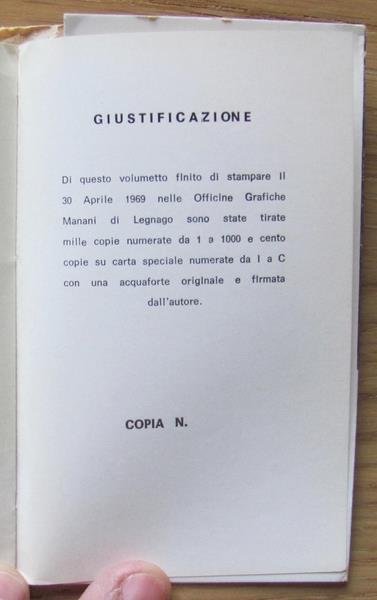 GIUSTIFICAZIONE
Di questo volumetto finito di stampare il
30 Aprile 1969 nelle Officine Grafiche
Manani di Legnago sono state tirate
mille copie numerate da 1 a 1000 e cento
copie su carta speciale numerate da I a C
con una acquaforte originale e firmata
dall'autore.
COPIA N.